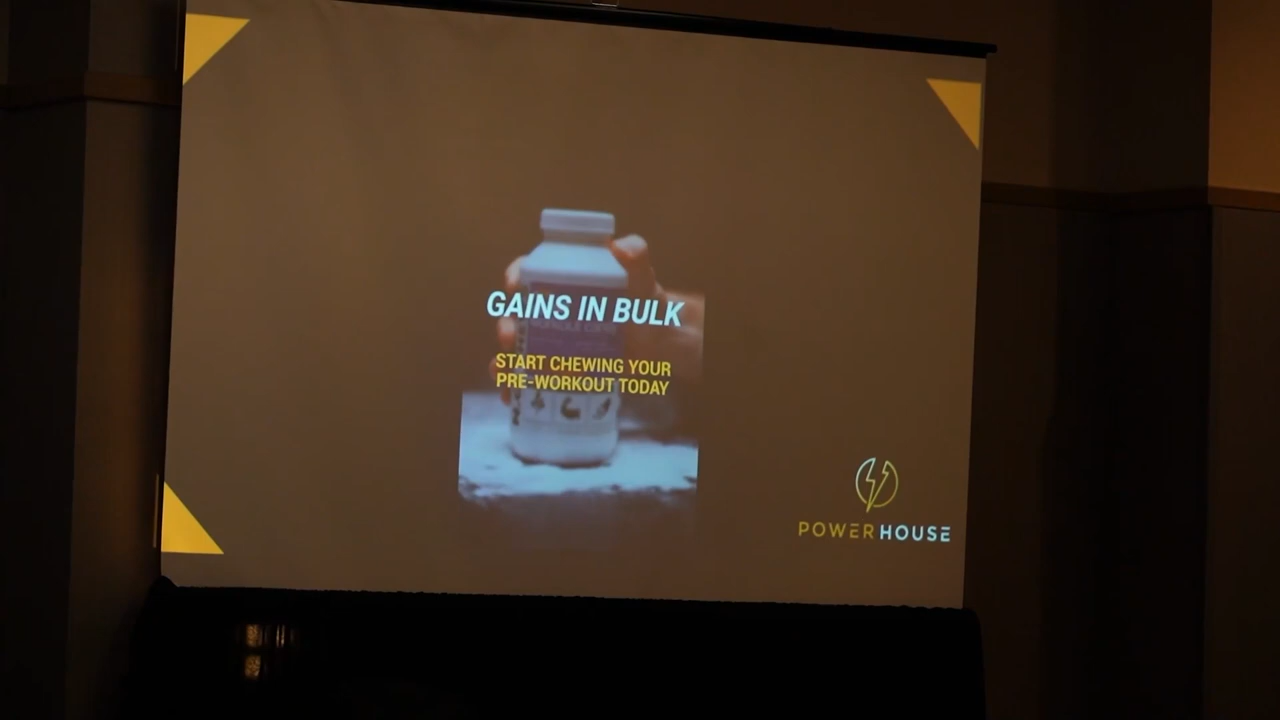 GAINS IN BULK
START CHEWING YOUR
PRE-WORKOUT TODAY
POWERHOUSE